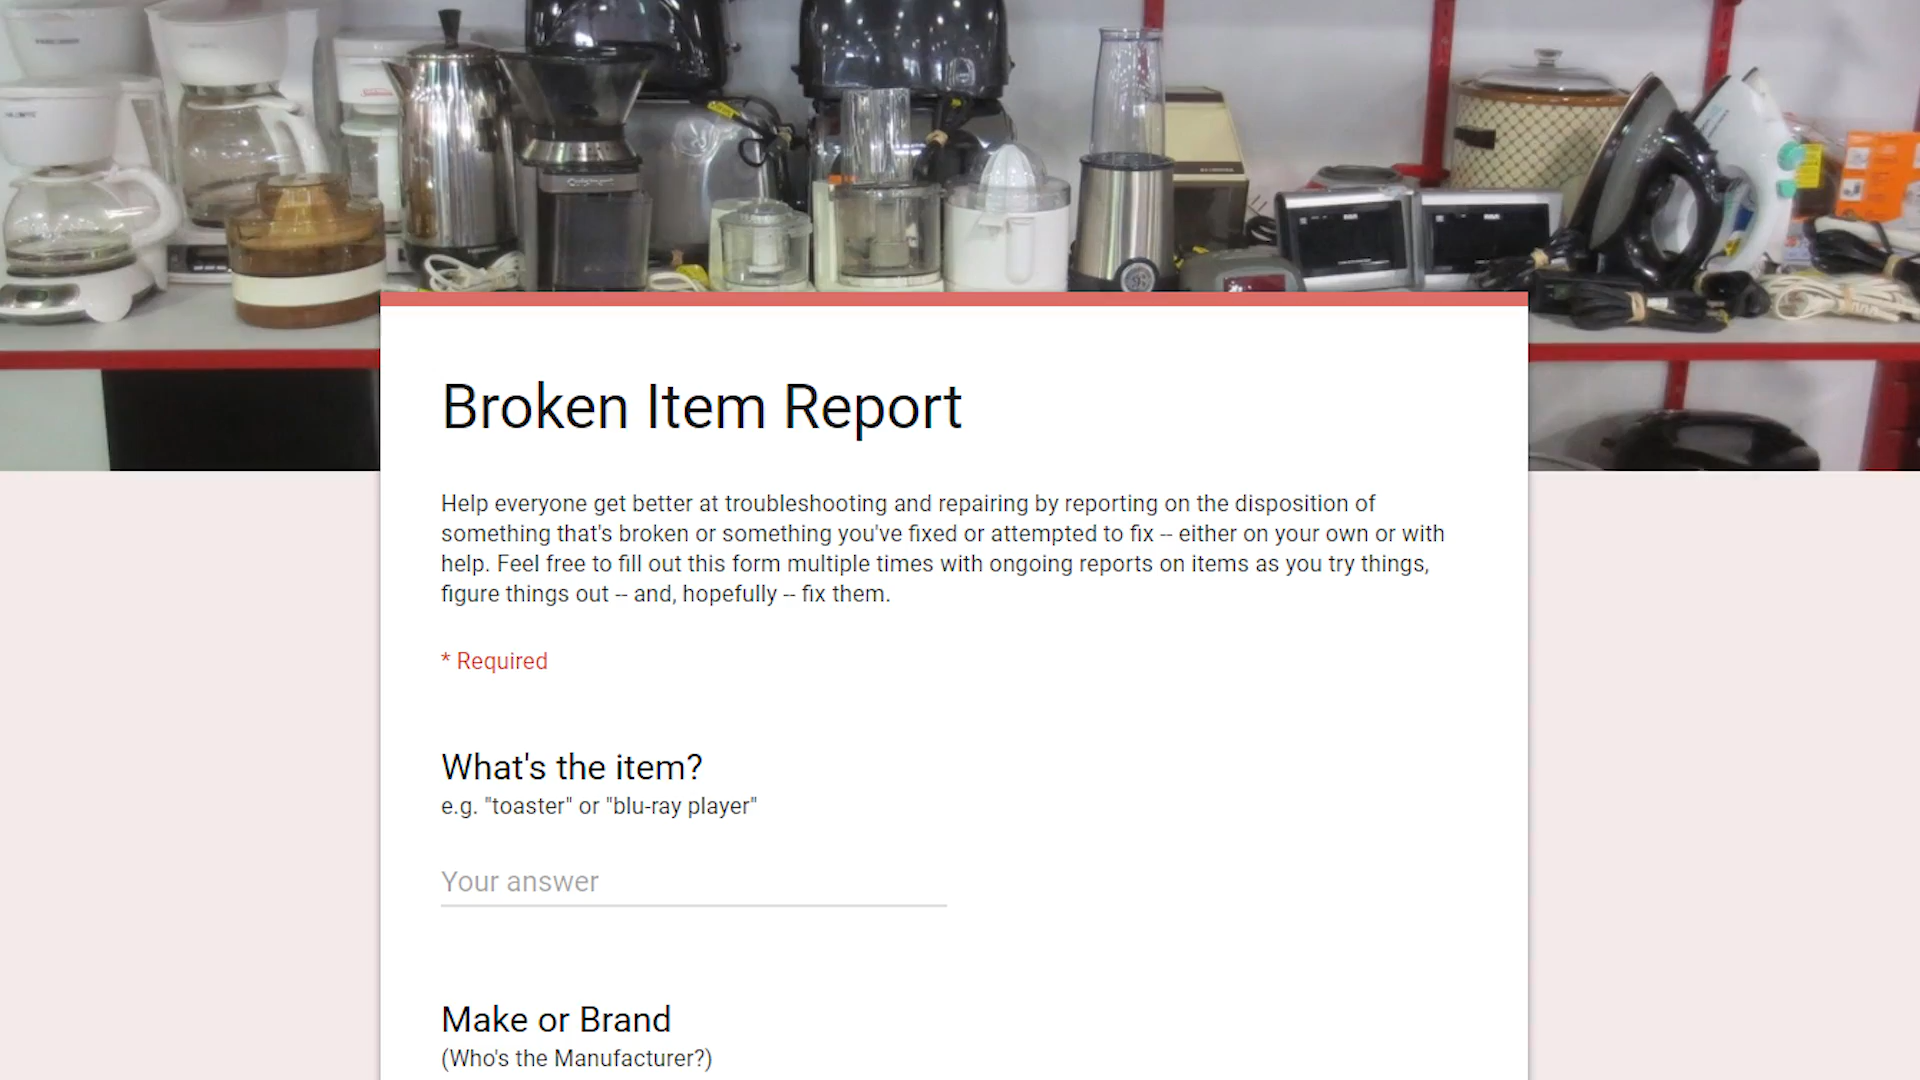 Cuisinart
Broken Item Report
Help everyone get better at troubleshooting and repairing by reporting on the disposition of
something that's broken or something you've fixed or attempted to fix -- either on your own or with
help. Feel free to fill out this form multiple times with ongoing reports on items as you try things,
figure things out -- and, hopefully -- fix them.
* Required
What's the item?
e.g. "toaster" or "blu-ray player"
Your answer
Make or Brand
(Who's the Manufacturer?)